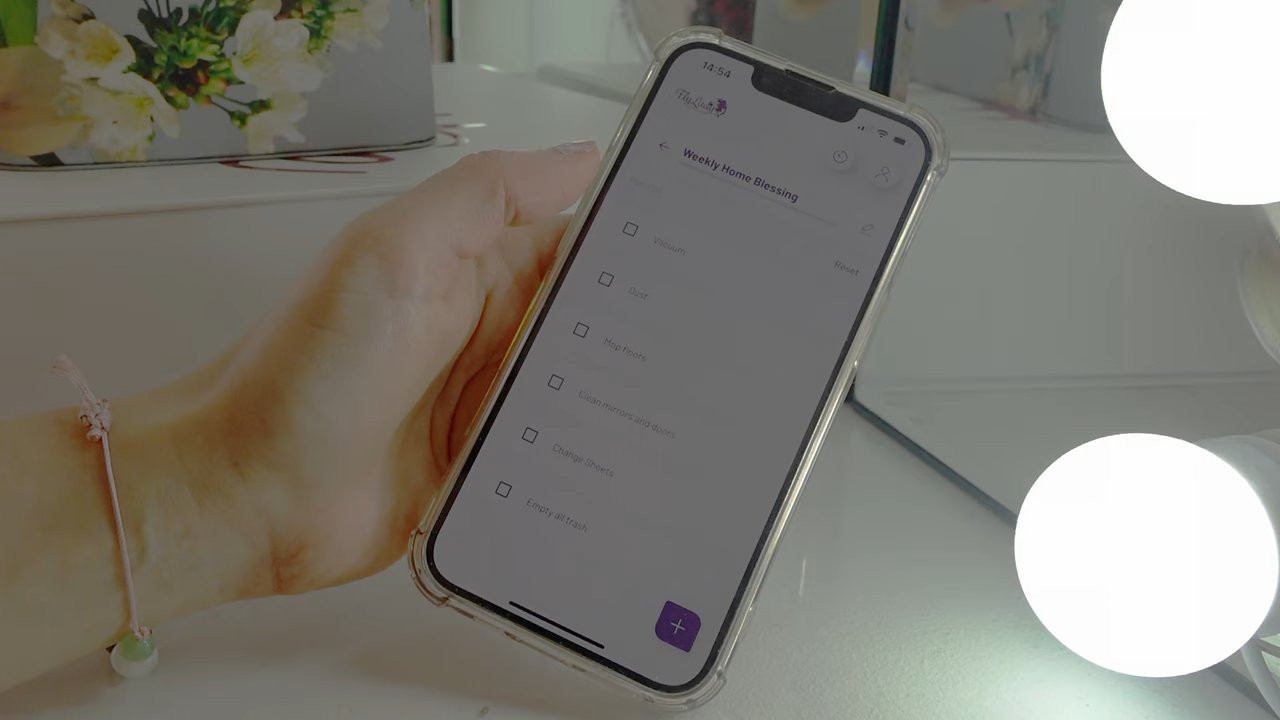 14:54
FlyLady
Weekly Home Blessing
Reset
Vacuum
Dust
Mop floors
Clean mirrors and doors
Change Sheets
Empty all trash